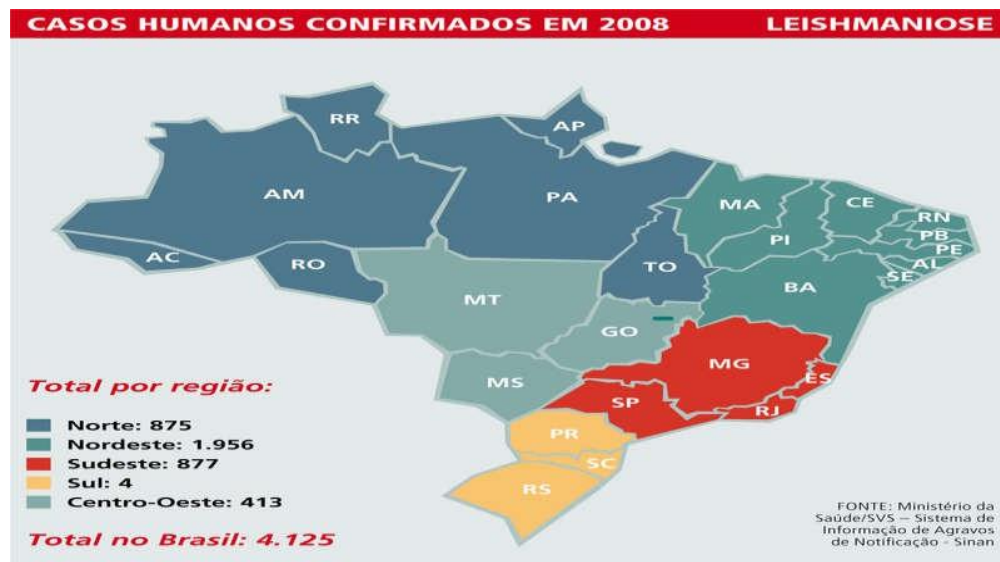 CASOS HUMANOS CONFIRMADOS EM 2008 LEISHMANIOSE
RR
AP
AM
PA
MA
CE
RN
PB
PE
AL
SE
PI
AC
RO
TO
BA
MT
GO
MG
ES
MS
SP
RJ
PR
SC
RS
Total por região:
Norte: 875
Nordeste: 1.956
Sudeste: 877
Sul: 4
Centro-Oeste: 413
Total no Brasil: 4.125
FONTE: Ministério da
Saúde/SVS – Sistema de
Informação de Agravos
de Notificação - Sinan